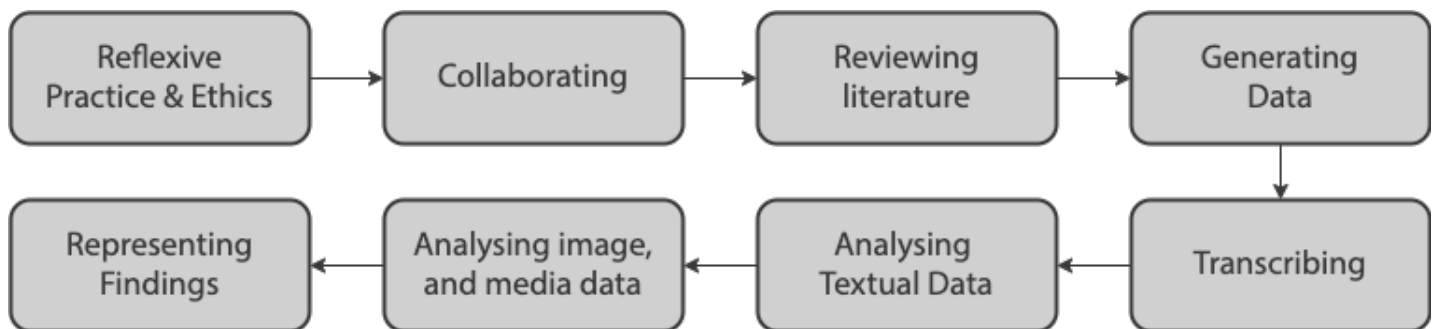 Reflexive
Practice & Ethics
Collaborating
Reviewing
literature
Generating
Data
Transcribing
Analysing
Textual Data
Analysing image,
and media data
Representing
Findings